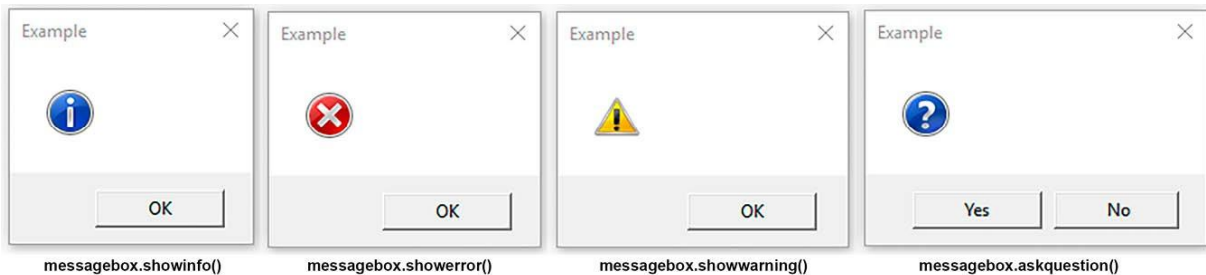 Example
OK
messagebox.showinfo()
Example
OK
messagebox.showerror()
Example
OK
messagebox.showwarning()
Example
Yes No
messagebox.askquestion()